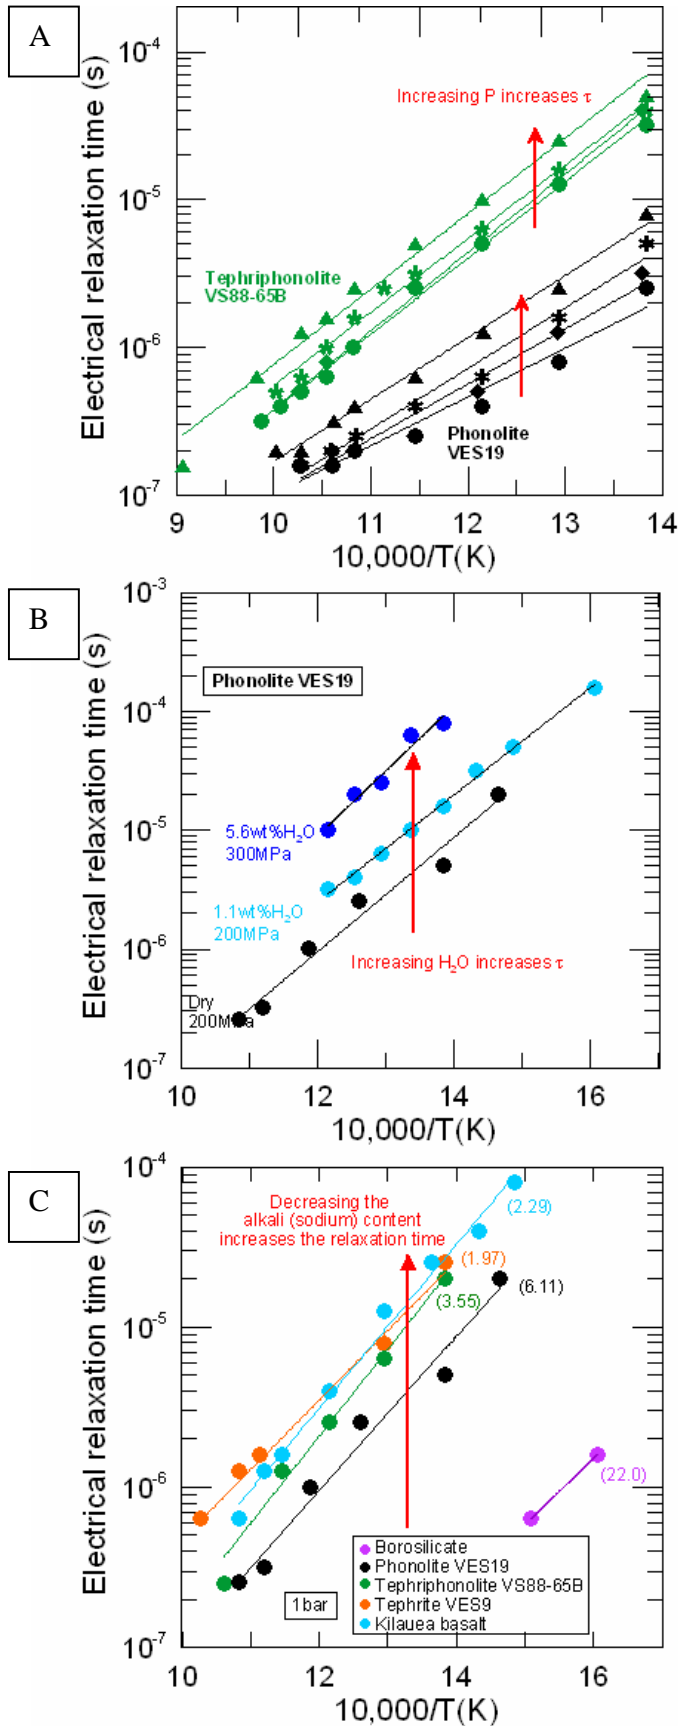 A
Electrical relaxation time (s)
10⁻⁴
10⁻⁵
10⁻⁶
10⁻⁷
Increasing P increases τ
Tephriphonolite
VS88-65B
Phonolite
VES19
9 10 11 12 13 14
10,000/T(K)
B
Electrical relaxation time (s)
10⁻³
10⁻⁴
10⁻⁵
10⁻⁶
10⁻⁷
Phonolite VES19
5.6wt%H₂O
300MPa
1.1wt%H₂O
200MPa
Increasing H₂O increases τ
Dry
200MPa
10 12 14 16
10,000/T(K)
C
Electrical relaxation time (s)
10⁻⁴
10⁻⁵
10⁻⁶
10⁻⁷
Decreasing the
alkali (sodium) content
increases the relaxation time
(2.29)
(1.97)
(3.55)
(6.11)
(22.0)
1bar
Borosilicate
Phonolite VES19
Tephriphonolite VS88-65B
Tephrite VES9
Kilauea basalt
10 12 14 16
10,000/T(K)